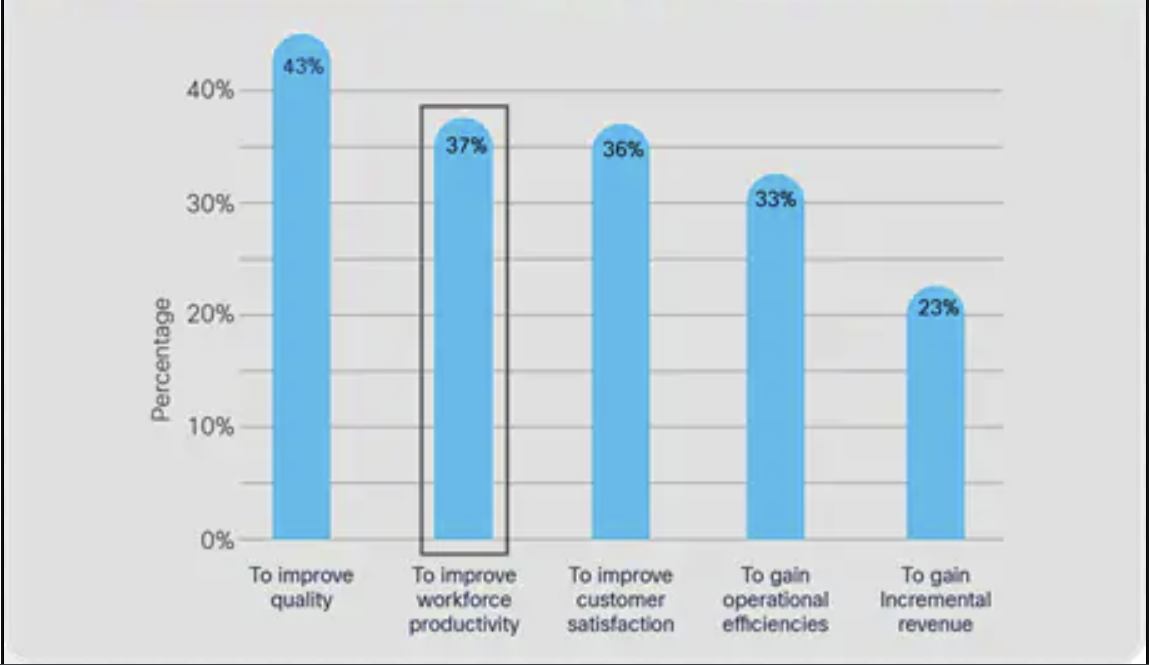 43%
40%
37%
36%
33%
30%
23%
20%
10%
0%
Percentage
To improve
quality
To improve
workforce
productivity
To improve
customer
satisfaction
To gain
operational
efficiencies
To gain
Incremental
revenue